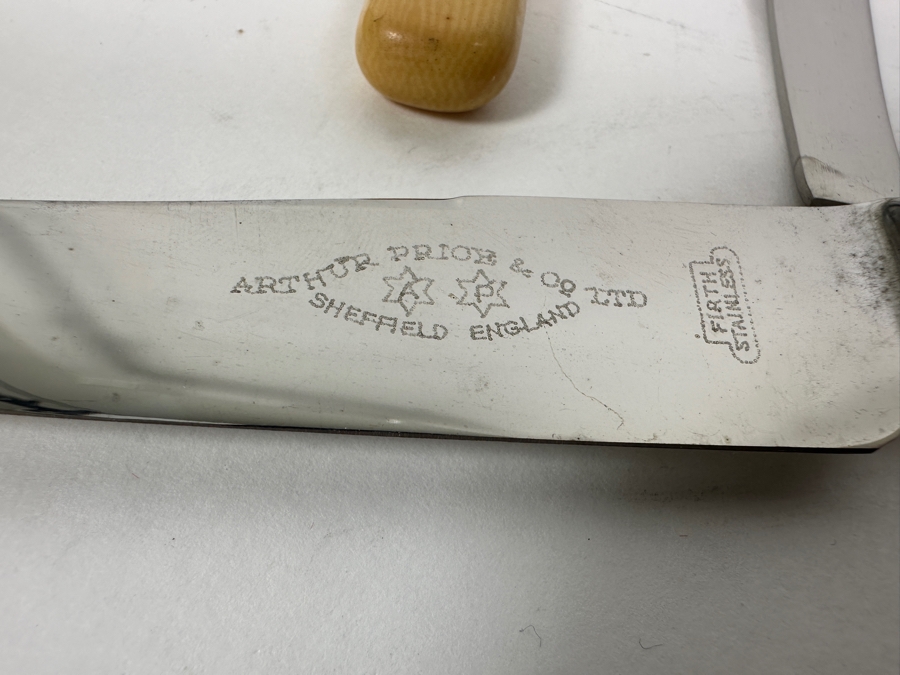 ARTHUR PRICE & CO LTD
A P
SHEFFIELD ENGLAND
FIRTH
STAINLESS